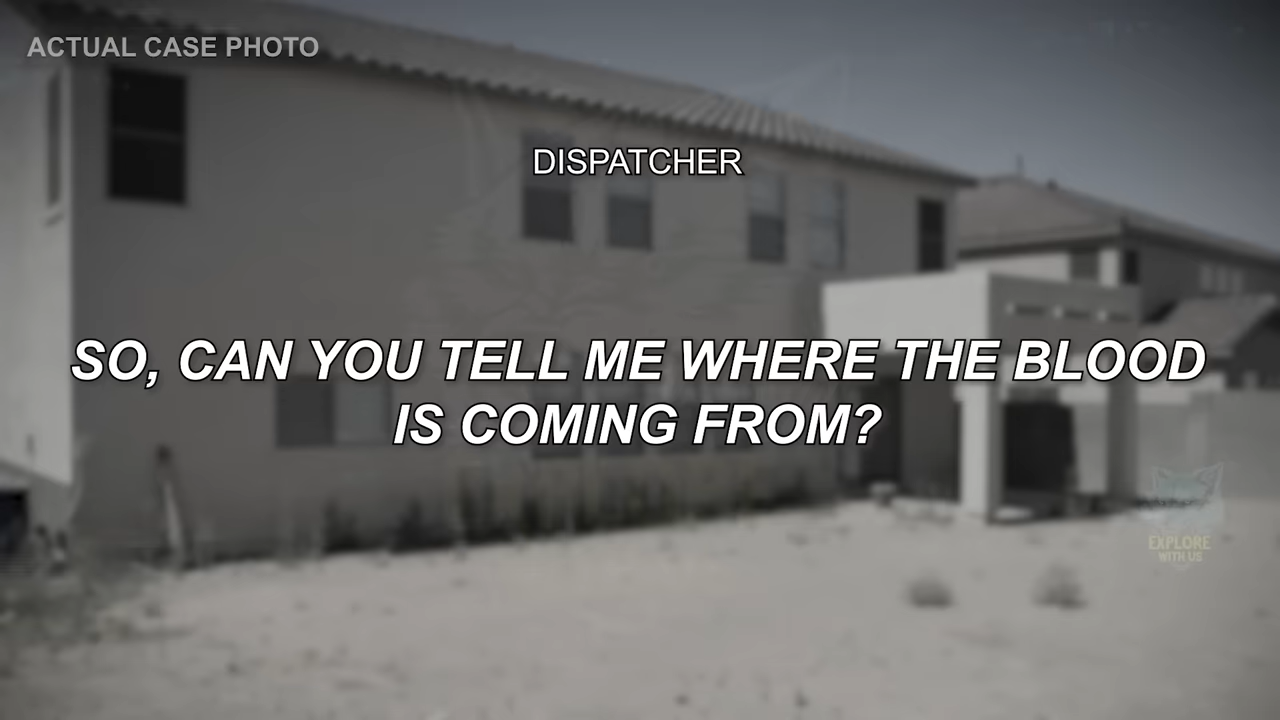 ACTUAL CASE PHOTO
DISPATCHER
SO, CAN YOU TELL ME WHERE THE BLOOD
IS COMING FROM?
EXPLORE
WITH US